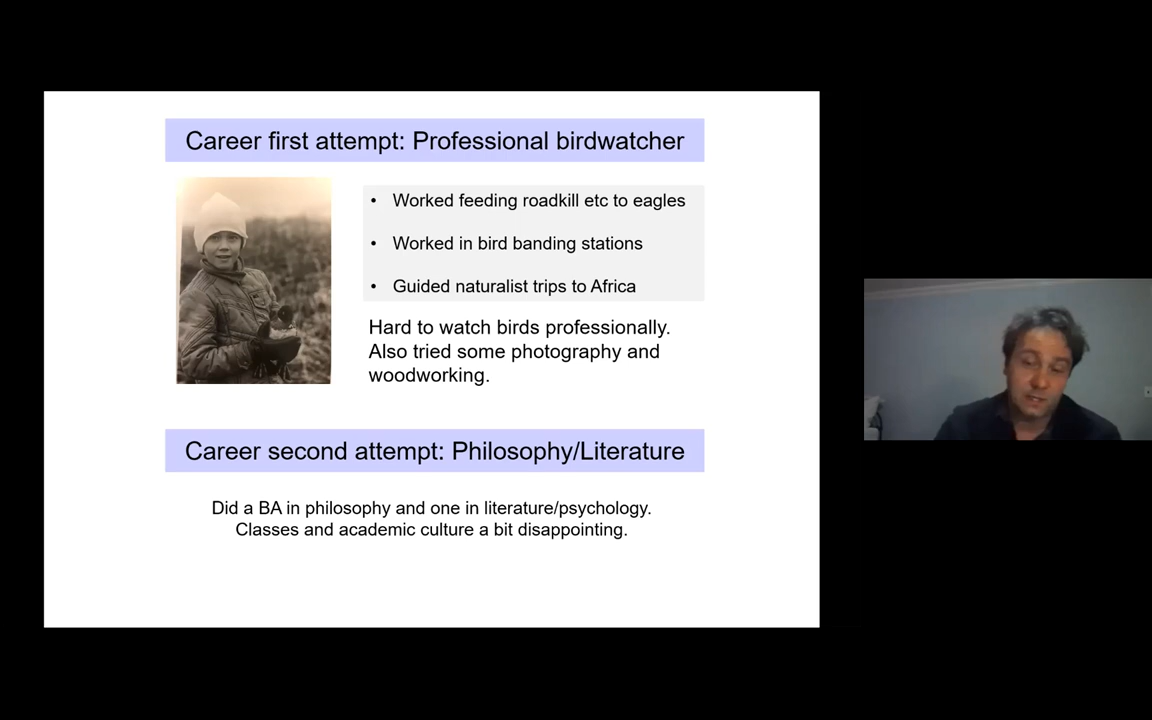 Career first attempt: Professional birdwatcher
• Worked feeding roadkill etc to eagles
• Worked in bird banding stations
• Guided naturalist trips to Africa
Hard to watch birds professionally.
Also tried some photography and
woodworking.
Career second attempt: Philosophy/Literature
Did a BA in philosophy and one in literature/psychology.
Classes and academic culture a bit disappointing.